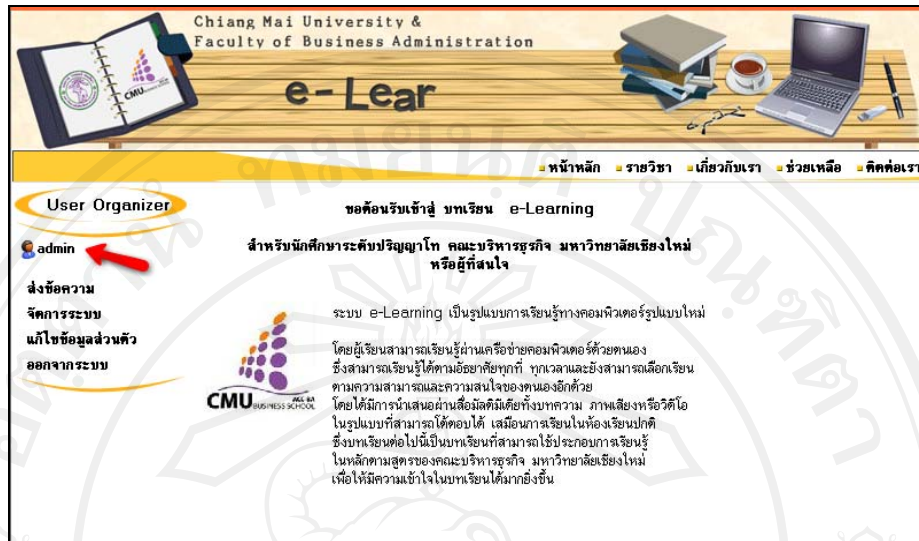 Chiang Mai University &
Faculty of Business Administration
e-Lear
CMU
หน้าหลัก รายวิชา เกี่ยวกับเรา ช่วยเหลือ ติดต่อเรา
User Organizer
admin
ส่งข้อความ
จัดการระบบ
แก้ไขข้อมูลส่วนตัว
ออกจากระบบ
ขอต้อนรับเข้าสู่ บทเรียน e-Learning
สำหรับนักศึกษาระดับปริญญาโท คณะบริหารธุรกิจ มหาวิทยาลัยเชียงใหม่
หรือผู้ที่สนใจ
ระบบ e-Learning เป็นรูปแบบการเรียนรู้ทางคอมพิวเตอร์รูปแบบใหม่
โดยผู้เรียนสามารถเรียนรู้ผ่านเครือข่ายคอมพิวเตอร์ด้วยตนเอง
ซึ่งสามารถเรียนรู้ได้ตามอัธยาศัยทุกที่ ทุกเวลาและยังสามารถเลือกเรียน
ตามความสามารถและความสนใจของตนเองอีกด้วย
โดยได้มีการนำเสนอผ่านสื่อมัลติมีเดียทั้งบทความ ภาพเสียงหรือวิดีโอ
ในรูปแบบที่สามารถโต้ตอบได้ เสมือนการเรียนในห้องเรียนปกติ
ซึ่งบทเรียนต่อไปนี้เป็นบทเรียนที่สามารถใช้ประกอบการเรียนรู้
ในหลักตามสูตรของคณะบริหารธุรกิจ มหาวิทยาลัยเชียงใหม่
เพื่อให้มีความเข้าใจในบทเรียนได้มากยิ่งขึ้น
CMU BUSINESS SCHOOL